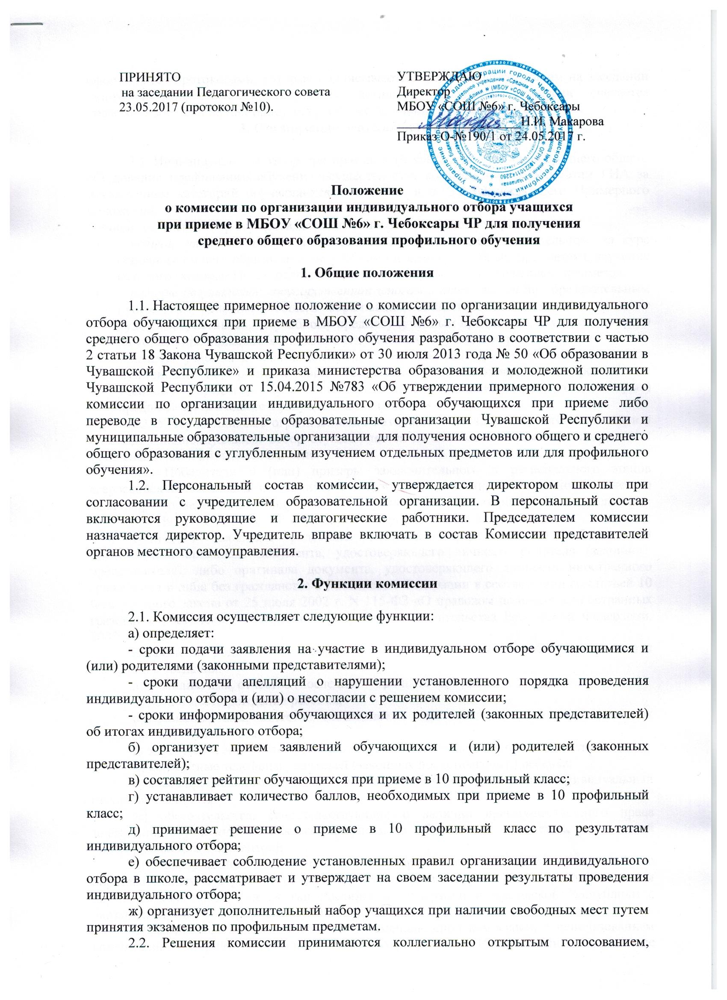 ПРИНЯТО
на заседании Педагогического совета
23.05.2017 (протокол №10).
УТВЕРЖДАЮ
Директор
МБОУ «СОШ №6» г. Чебоксары
Н.И. Макарова
Приказ О-№190/1 от 24.05.2017 г.
Положение
о комиссии по организации индивидуального отбора учащихся
при приеме в МБОУ «СОШ №6» г. Чебоксары ЧР для получения
среднего общего образования профильного обучения
1. Общие положения
1.1. Настоящее примерное положение о комиссии по организации индивидуального
отбора обучающихся при приеме в МБОУ «СОШ №6» г. Чебоксары ЧР для получения
среднего общего образования профильного обучения разработано в соответствии с частью
2 статьи 18 Закона Чувашской Республики» от 30 июля 2013 года № 50 «Об образовании в
Чувашской Республике» и приказа министерства образования и молодежной политики
Чувашской Республики от 15.04.2015 №783 «Об утверждении примерного положения о
комиссии по организации индивидуального отбора обучающихся при приеме либо
переводе в государственные образовательные организации Чувашской Республики и
муниципальные образовательные организации для получения основного общего и среднего
общего образования с углубленным изучением отдельных предметов или для профильного
обучения».
1.2. Персональный состав комиссии, утверждается директором школы при
согласовании с учредителем образовательной организации. В персональный состав
включаются руководящие и педагогические работники. Председателем комиссии
назначается директор. Учредитель вправе включать в состав Комиссии представителей
органов местного самоуправления.
2. Функции комиссии
2.1. Комиссия осуществляет следующие функции:
а) определяет:
- сроки подачи заявления на участие в индивидуальном отборе обучающимися и
(или) родителями (законными представителями);
- сроки подачи апелляций о нарушении установленного порядка проведения
индивидуального отбора и (или) о несогласии с решением комиссии;
- сроки информирования обучающихся и их родителей (законных представителей)
об итогах индивидуального отбора;
б) организует прием заявлений обучающихся и (или) родителей (законных
представителей);
в) составляет рейтинг обучающихся при приеме в 10 профильный класс;
г) устанавливает количество баллов, необходимых при приеме в 10 профильный
класс;
д) принимает решение о приеме в 10 профильный класс по результатам
индивидуального отбора;
е) обеспечивает соблюдение установленных правил организации индивидуального
отбора в школе, рассматривает и утверждает на своем заседании результаты проведения
индивидуального отбора;
ж) организует дополнительный набор учащихся при наличии свободных мест путем
принятия экзаменов по профильным предметам.
2.2. Решения комиссии принимаются коллегиально открытым голосованием,